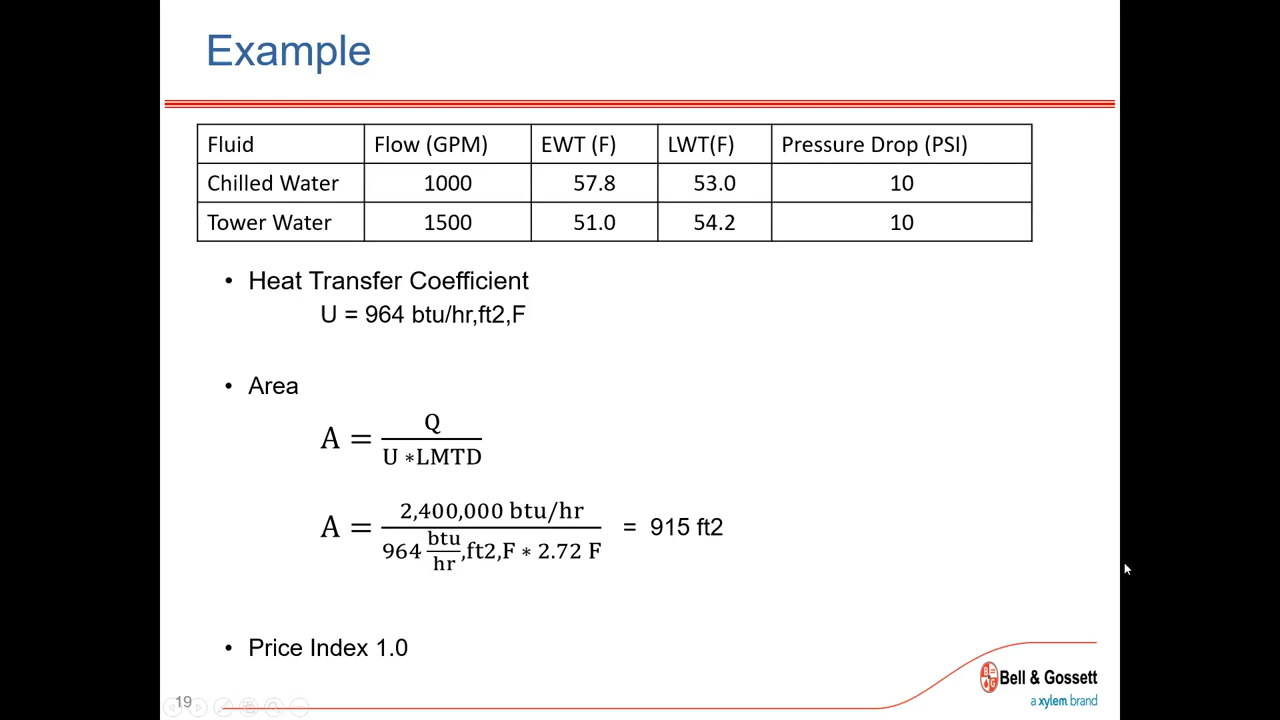 Example
Fluid Flow (GPM) EWT (F) LWT(F) Pressure Drop (PSI)
Chilled Water 1000 57.8 53.0 10
Tower Water 1500 51.0 54.2 10
• Heat Transfer Coefficient
U = 964 btu/hr,ft2,F
• Area
A = Q / U ∗LMTD
A = 2,400,000 btu/hr / 964 btu/hr,ft2,F ∗ 2.72 F = 915 ft2
• Price Index 1.0
Bell & Gossett
a xylem brand
19